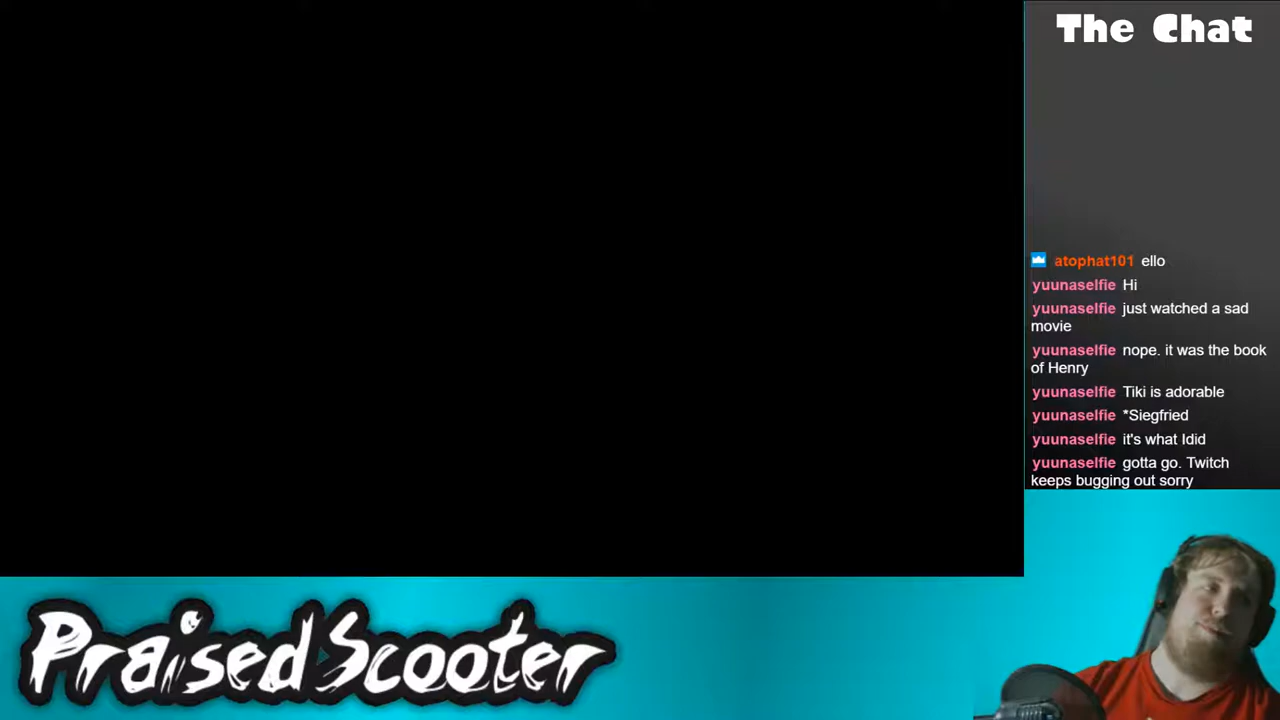 The Chat
atophat101 ello
yuunaselfie Hi
yuunaselfie just watched a sad
movie
yuunaselfie nope. it was the book
of Henry
yuunaselfie Tiki is adorable
yuunaselfie *Siegfried
yuunaselfie it's what Idid
yuunaselfie gotta go. Twitch
keeps bugging out sorry
PraisedScooter